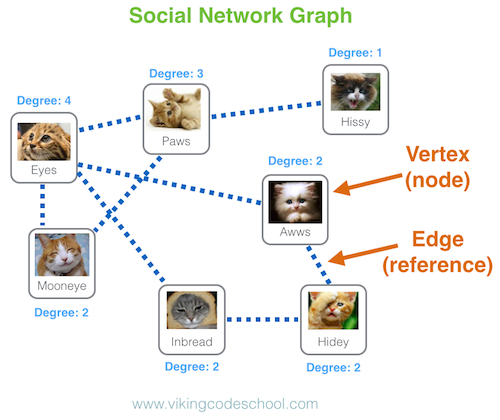 Social Network Graph
Degree: 1
Degree: 3
Hissy
Degree: 4
Paws
Eyes
Degree: 2
Vertex
(node)
Awws
Edge
(reference)
Mooneye
Degree: 2
Inbread
Hidey
Degree: 2
Degree: 2
www.vikingcodeschool.com